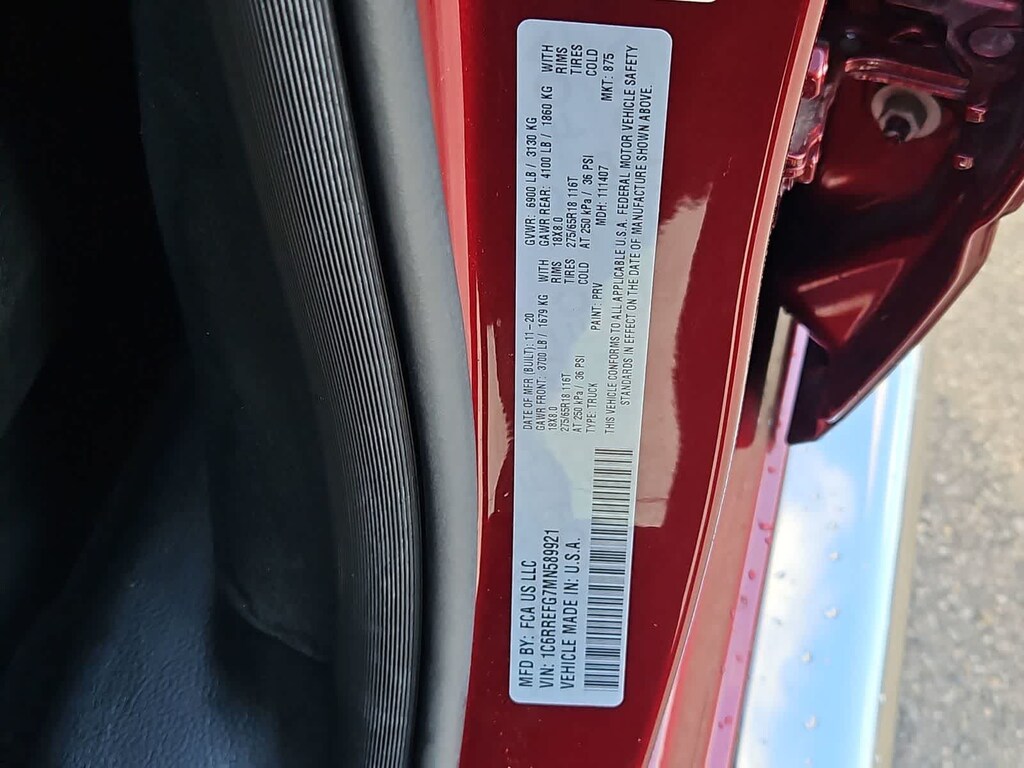 MFD BY: FCA US LLC
VIN: 1C6RREFG7MN589921
VEHICLE MADE IN: U.S.A.
DATE OF MFR (BUILT): 11-20 GVWR: 6900 LB / 3130 KG
GAWR FRONT: 3700 LB / 1679 KG WITH GAWR REAR: 4100 LB / 1860 KG WITH
18X8.0 RIMS 18X8.0 RIMS
275/65R18 116T TIRES 275/65R18 116T TIRES
AT 250 kPa / 36 PSI COLD AT 250 kPa / 36 PSI COLD
TYPE: TRUCK PAINT: PRV MDH: 111407 MKT: 875
THIS VEHICLE CONFORMS TO ALL APPLICABLE U.S.A. FEDERAL MOTOR VEHICLE SAFETY
STANDARDS IN EFFECT ON THE DATE OF MANUFACTURE SHOWN ABOVE.